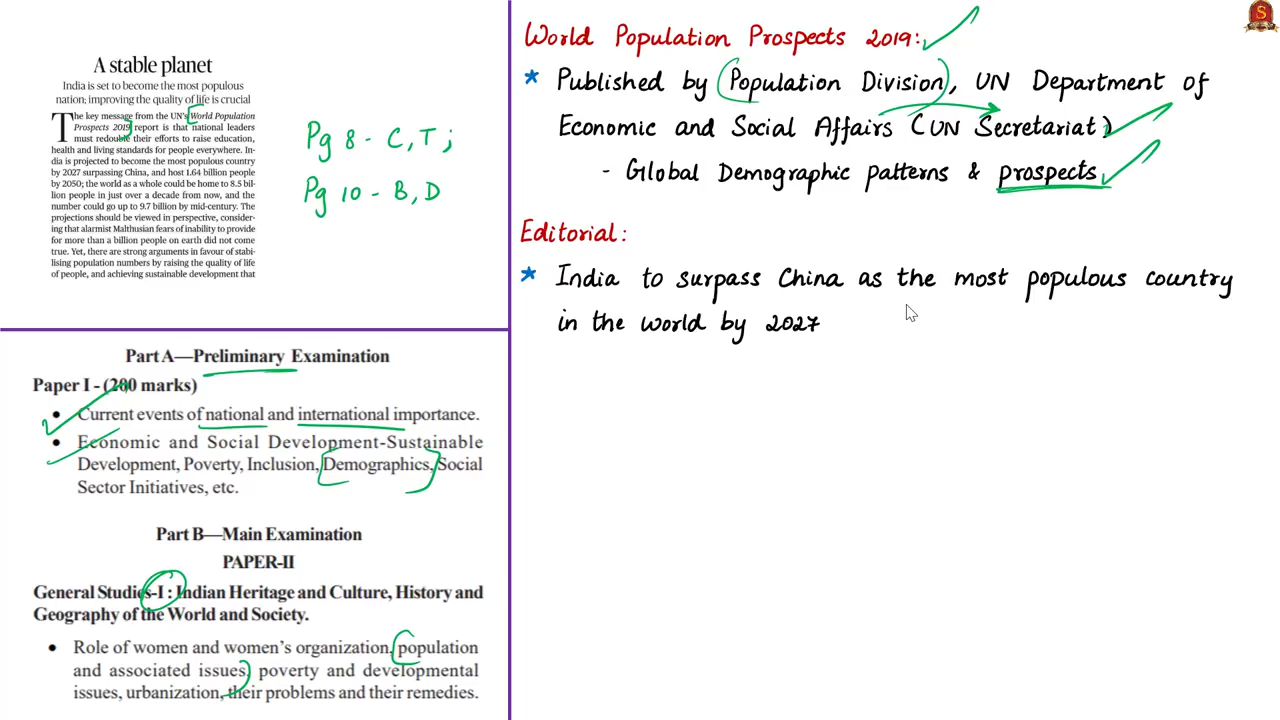 A stable planet
India is set to become the most populous
nation; improving the quality of life is crucial
The key message from the UN's World Population
Prospects 2019 report is that national leaders
must redouble their efforts to raise education,
health and living standards for people everywhere. In-
dia is projected to become the most populous country
by 2027 surpassing China, and host 1.64 billion people
by 2050; the world as a whole could be home to 8.5 bil-
lion people in just over a decade from now, and the
number could go up to 9.7 billion by mid-century. The
projections should be viewed in perspective, consider-
ing that alarmist Malthusian fears of inability to provide
for more than a billion people on earth did not come
true. Yet, there are strong arguments in favour of stabi-
lising population numbers by raising the quality of life
of people, and achieving sustainable development that
Pg 8 - C, T;
Pg 10 - B, D
Part A—Preliminary Examination
Paper I - (200 marks)
• Current events of national and international importance.
• Economic and Social Development-Sustainable
Development, Poverty, Inclusion, Demographics, Social
Sector Initiatives, etc.
Part B—Main Examination
PAPER-II
General Studies-I : Indian Heritage and Culture, History and
Geography of the World and Society.
• Role of women and women's organization, population
and associated issues, poverty and developmental
issues, urbanization, their problems and their remedies.
World Population Prospects 2019:
* Published by (Population Division), UN Department of
Economic and Social Affairs (UN Secretariat)
- Global Demographic patterns & prospects
Editorial:
* India to surpass China as the most populous country
in the world by 2027
S